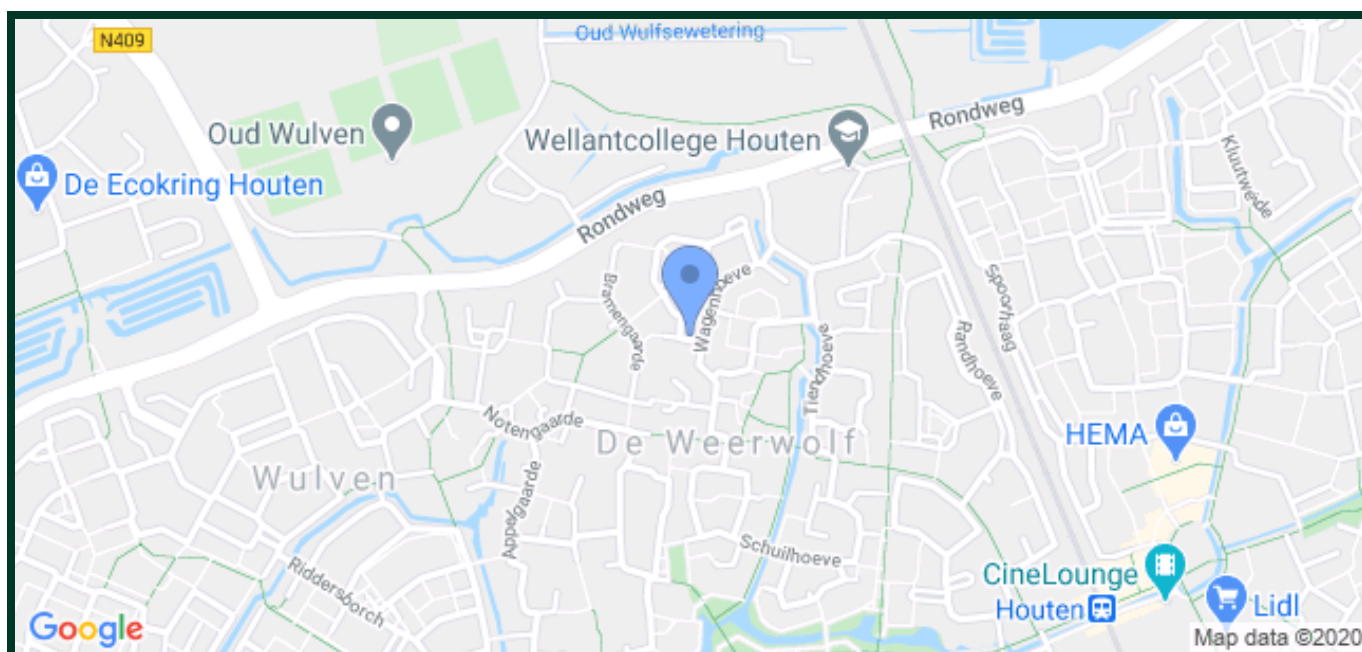 N409
Oud Wulfsewetering
Rondweg
Oud Wulven
Wellantcollege Houten
Kluutweide
De Ecokring Houten
Rondweg
Bramengaarde
Wagenhoeve
Spoorhaag
Tiendhoeve
Randhoeve
Notengaarde
De Weerwolf
HEMA
Wulven
Appelgaarde
Schuilhoeve
Riddersborch
CineLounge
Houten
Lidl
Google
Map data ©2020